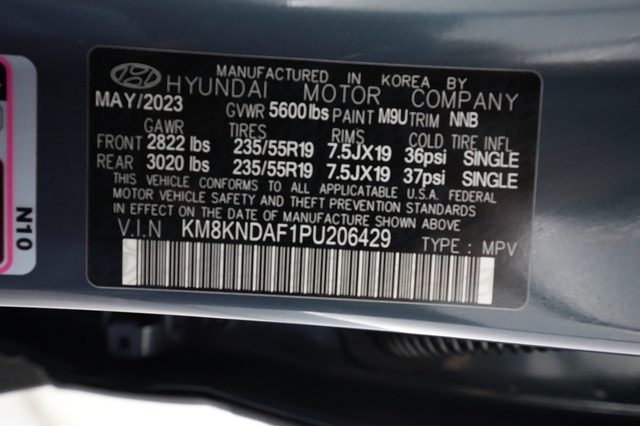 MANUFACTURED IN KOREA BY
HYUNDAI MOTOR COMPANY
MAY/2023 GVWR 5600lbs PAINT M9U TRIM NNB
GAWR TIRES RIMS COLD TIRE INFL
FRONT 2822 lbs 235/55R19 7.5JX19 36psi SINGLE
REAR 3020 lbs 235/55R19 7.5JX19 37psi SINGLE
THIS VEHICLE CONFORMS TO ALL APPLICABLE U.S.A. FEDERAL
MOTOR VEHICLE SAFETY AND THEFT PREVENTION STANDARDS
IN EFFECT ON THE DATE OF MANUFACTURE SHOWN ABOVE
V.I.N KM8KNDAF1PU206429 TYPE : MPV
N10